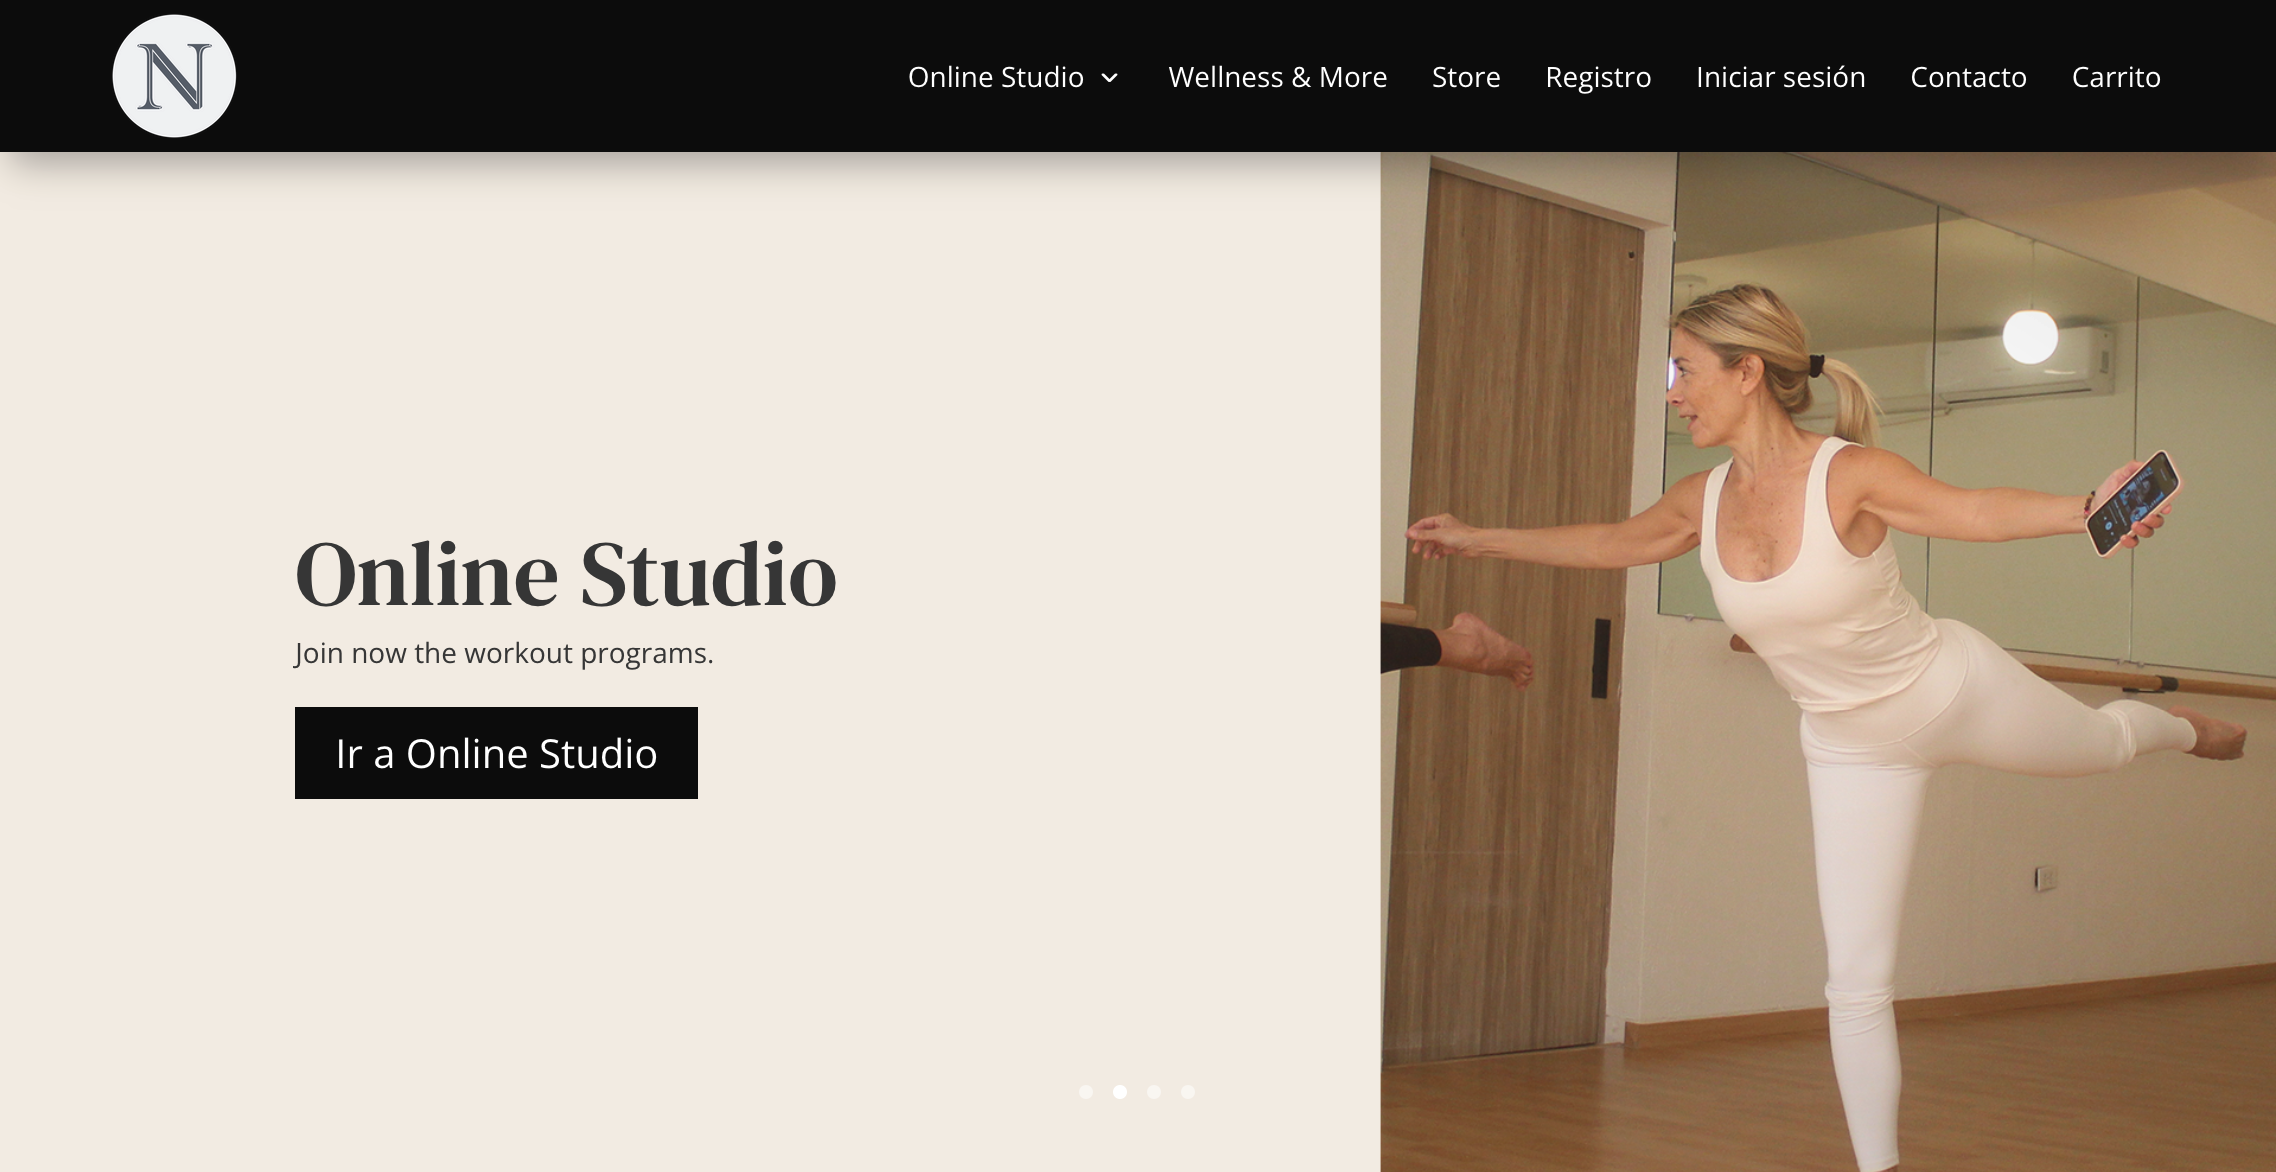 N
Online Studio
Wellness & More
Store
Registro
Iniciar sesión
Contacto
Carrito
Online Studio
Join now the workout programs.
Ir a Online Studio